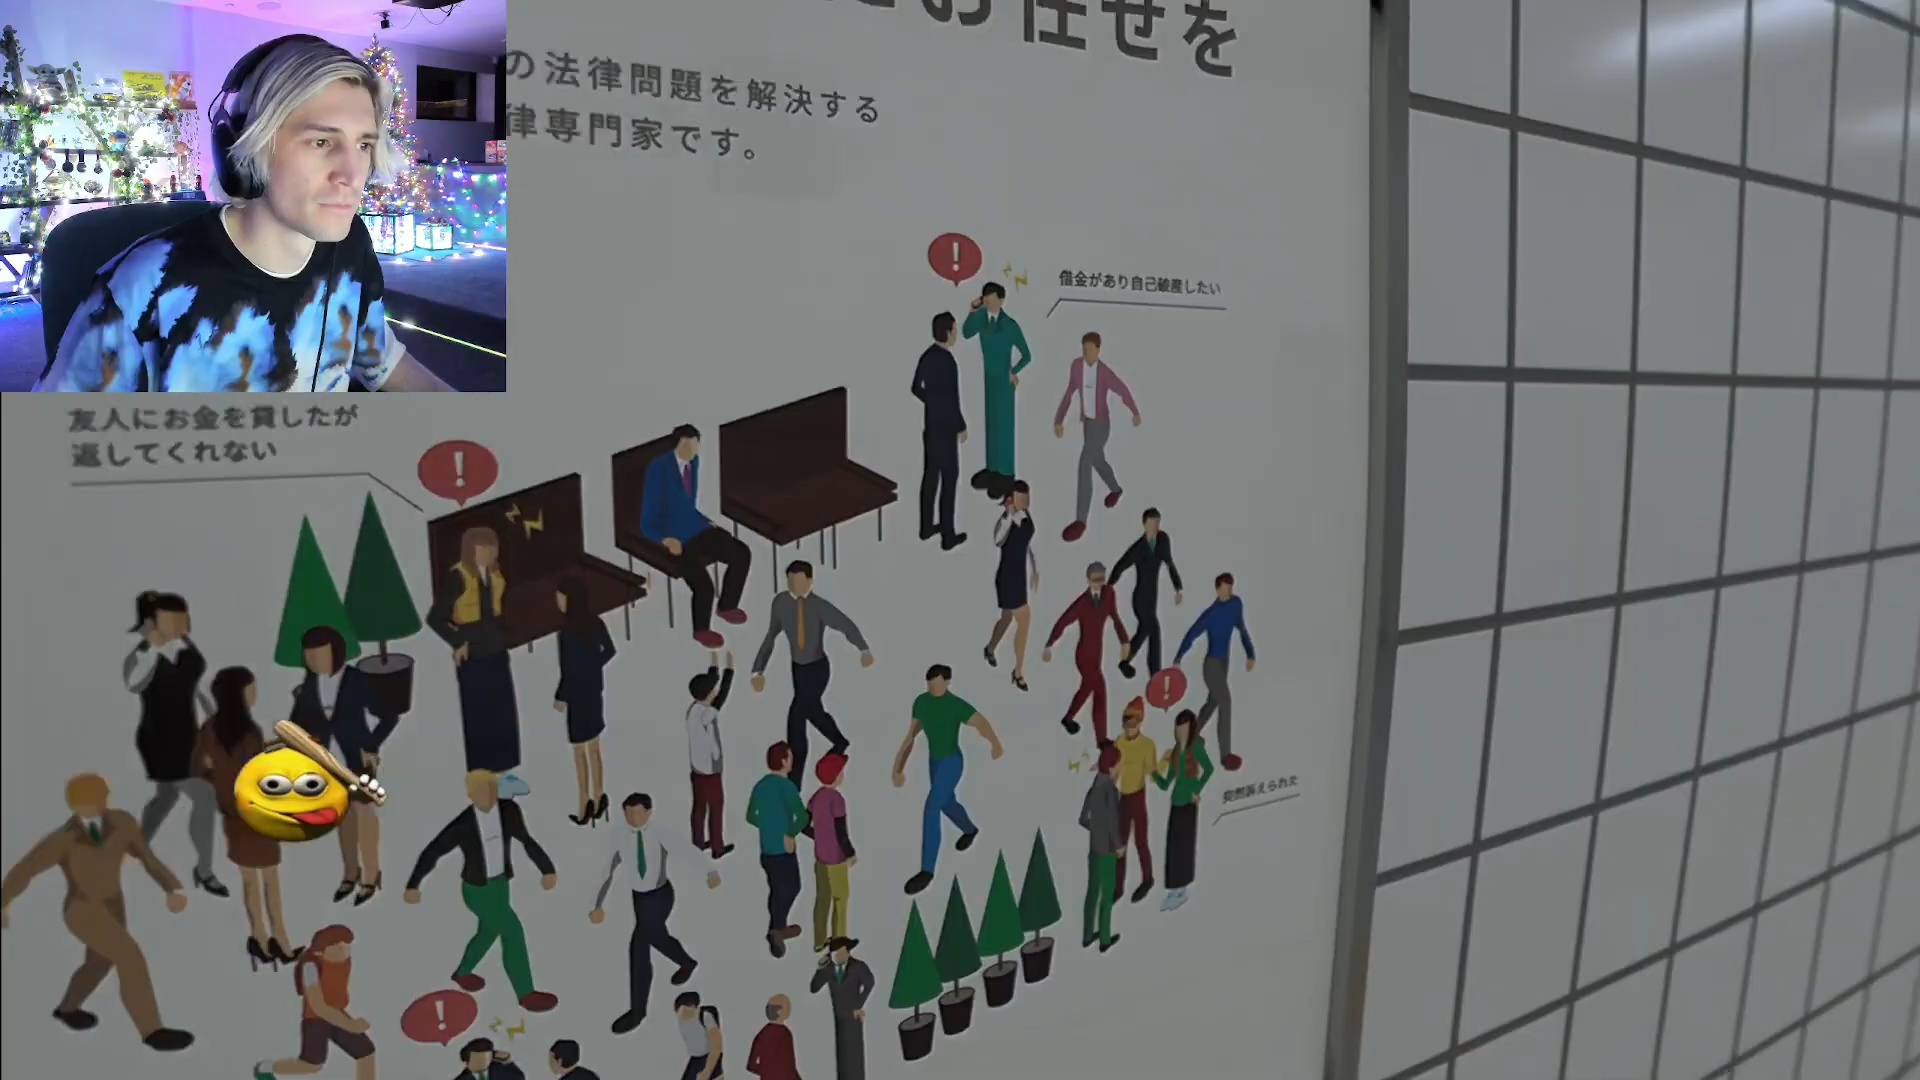 お任せを
の法律問題を解決する
律専門家です。
借金があり自己破産したい
友人にお金を貸したが
返してくれない
突然訴えられた